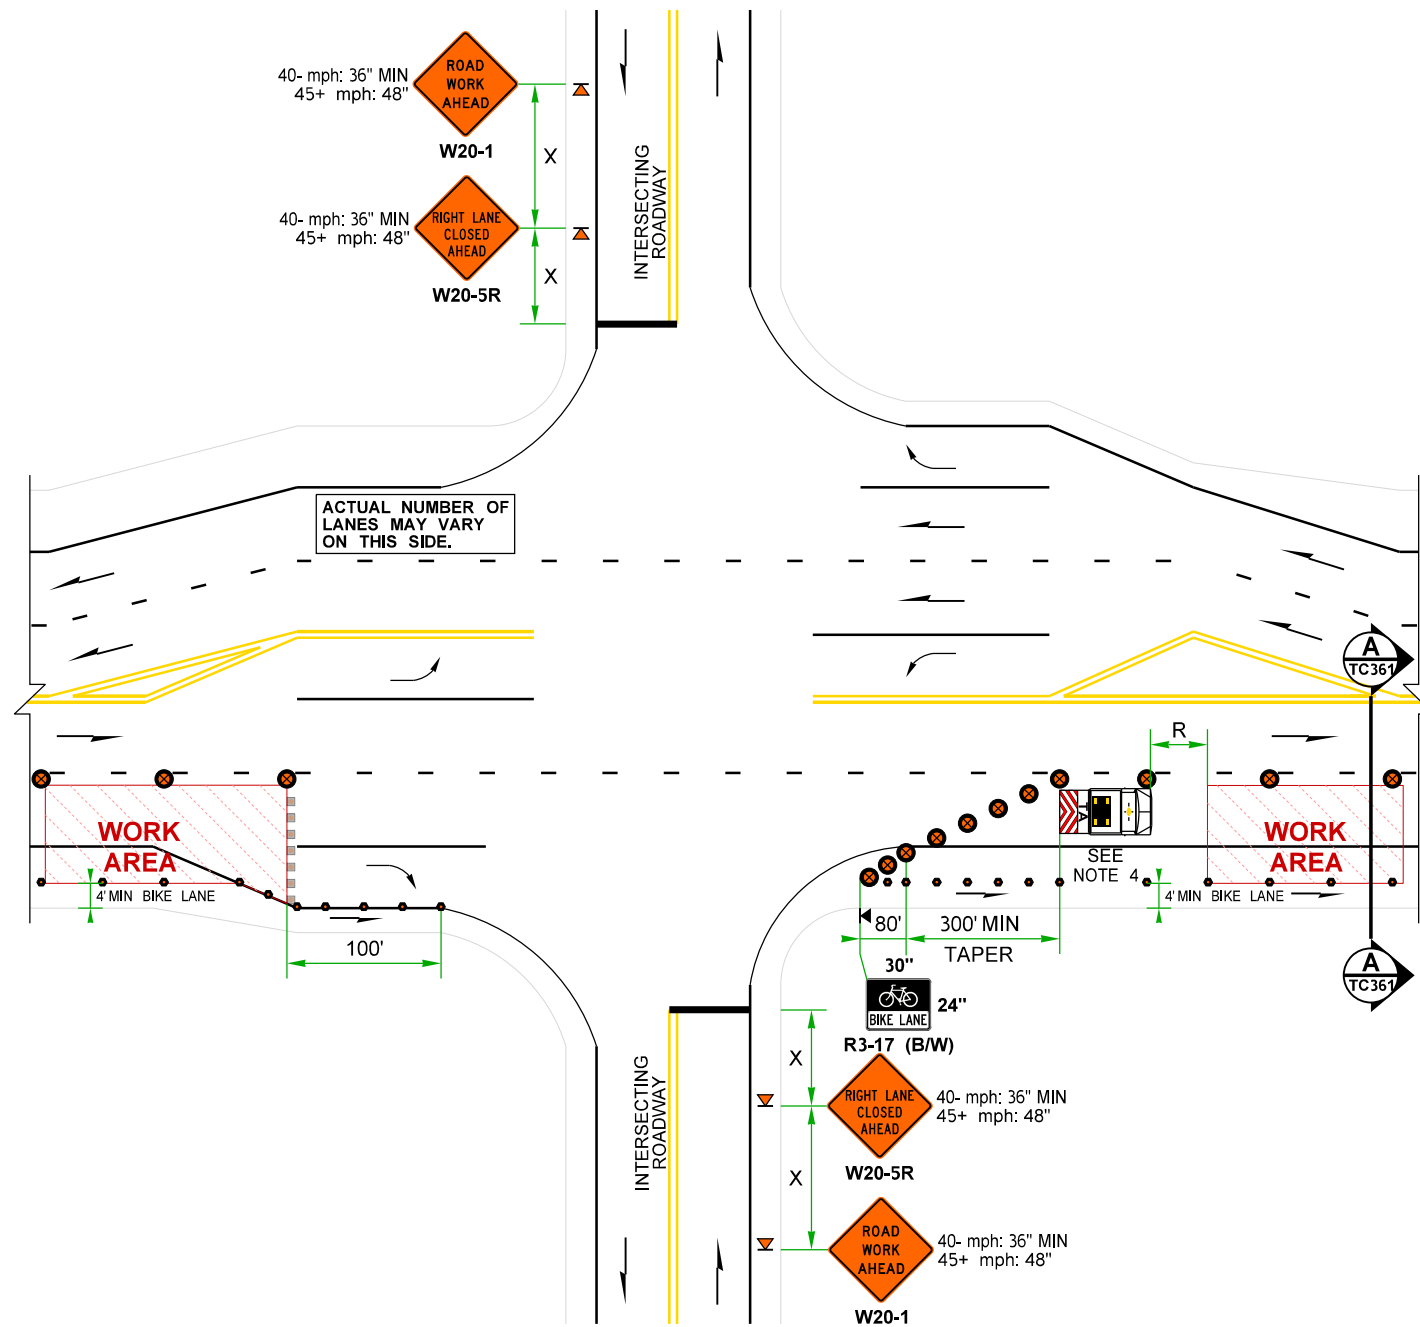 40- mph: 36" MIN
45+ mph: 48"
ROAD
WORK
AHEAD
W20-1
X
40- mph: 36" MIN
45+ mph: 48"
RIGHT LANE
CLOSED
AHEAD
W20-5R
X
INTERSECTING
ROADWAY
ACTUAL NUMBER OF
LANES MAY VARY
ON THIS SIDE.
A
TC361
R
WORK
AREA
4' MIN BIKE LANE
100'
SEE
NOTE 4
TA
WORK
AREA
4' MIN BIKE LANE
80'
300' MIN
TAPER
A
TC361
30"
24"
BIKE LANE
R3-17 (B/W)
X
RIGHT LANE
CLOSED
AHEAD
40- mph: 36" MIN
45+ mph: 48"
W20-5R
X
INTERSECTING
ROADWAY
ROAD
WORK
AHEAD
40- mph: 36" MIN
45+ mph: 48"
W20-1